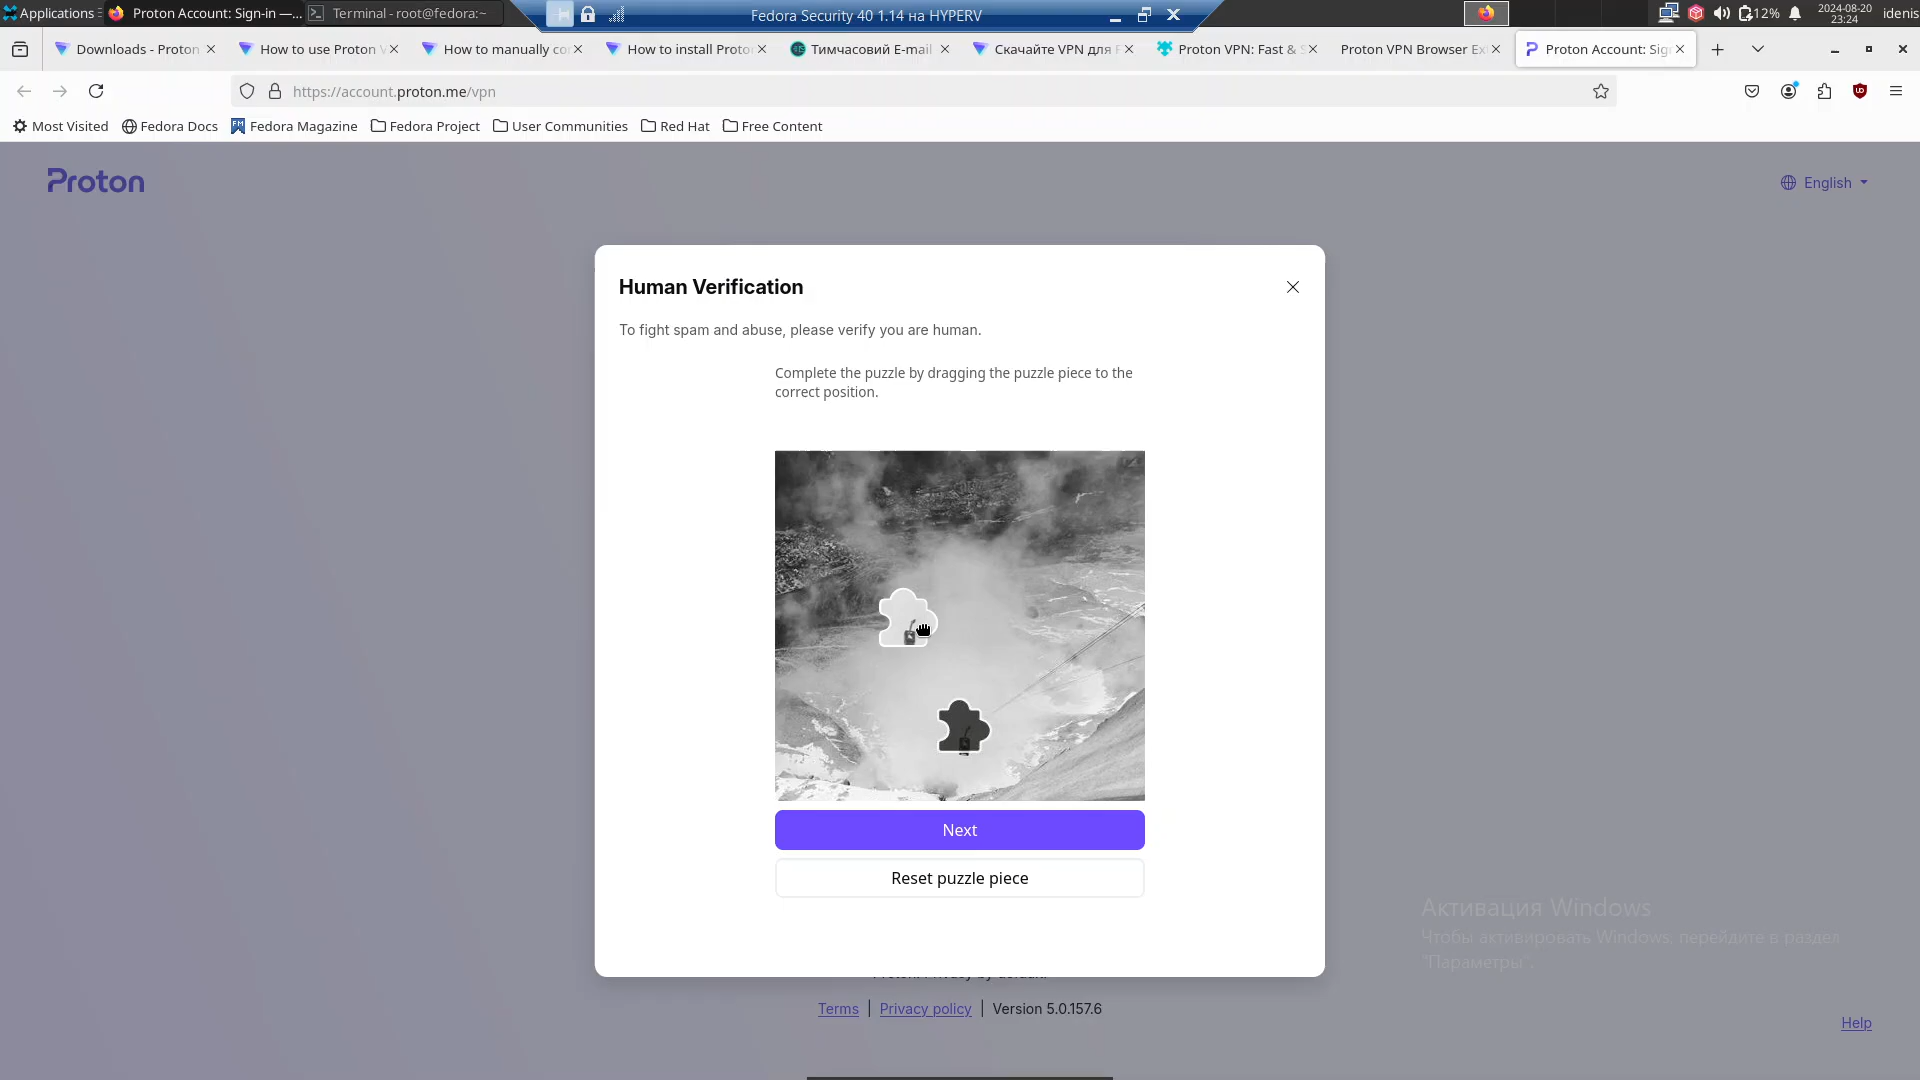 Applications
Proton Account: Sign-in —...
Terminal - root@fedora:~
Fedora Security 40 1.14 на HYPERV
12%
2024-08-20
23:24
idenis
Downloads - Proton
How to use Proton V
How to manually co
How to install Proto
Тимчасовий E-mail
Скачайте VPN для F
Proton VPN: Fast & S
Proton VPN Browser Ex
Proton Account: Sig
https://account.proton.me/vpn
Most Visited
Fedora Docs
Fedora Magazine
Fedora Project
User Communities
Red Hat
Free Content
Proton
English
Human Verification
To fight spam and abuse, please verify you are human.
Complete the puzzle by dragging the puzzle piece to the
correct position.
Next
Reset puzzle piece
Активация Windows
Чтобы активировать Windows, перейдите в раздел
"Параметры".
Terms | Privacy policy | Version 5.0.157.6
Help